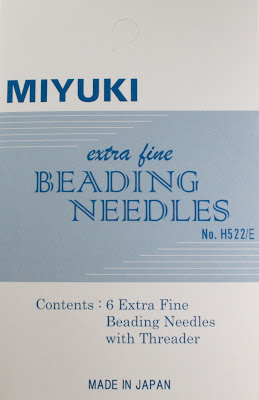 MIYUKI
extra fine
BEADING
NEEDLES
No. H522/E
Contents : 6 Extra Fine
Beading Needles
with Threader
MADE IN JAPAN